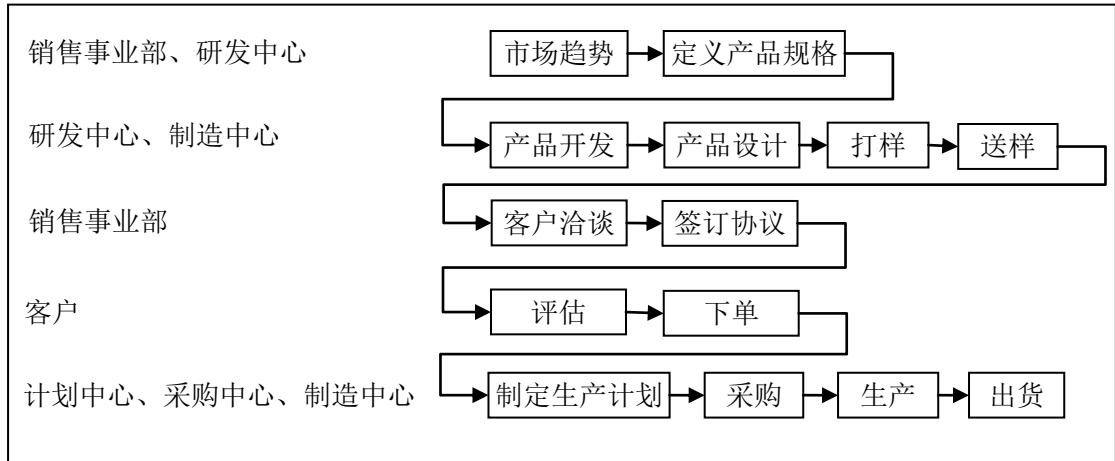 销售事业部、研发中心 市场趋势 定义产品规格
研发中心、制造中心 产品开发 产品设计 打样 送样
销售事业部 客户洽谈 签订协议
客户 评估 下单
计划中心、采购中心、制造中心 制定生产计划 采购 生产 出货